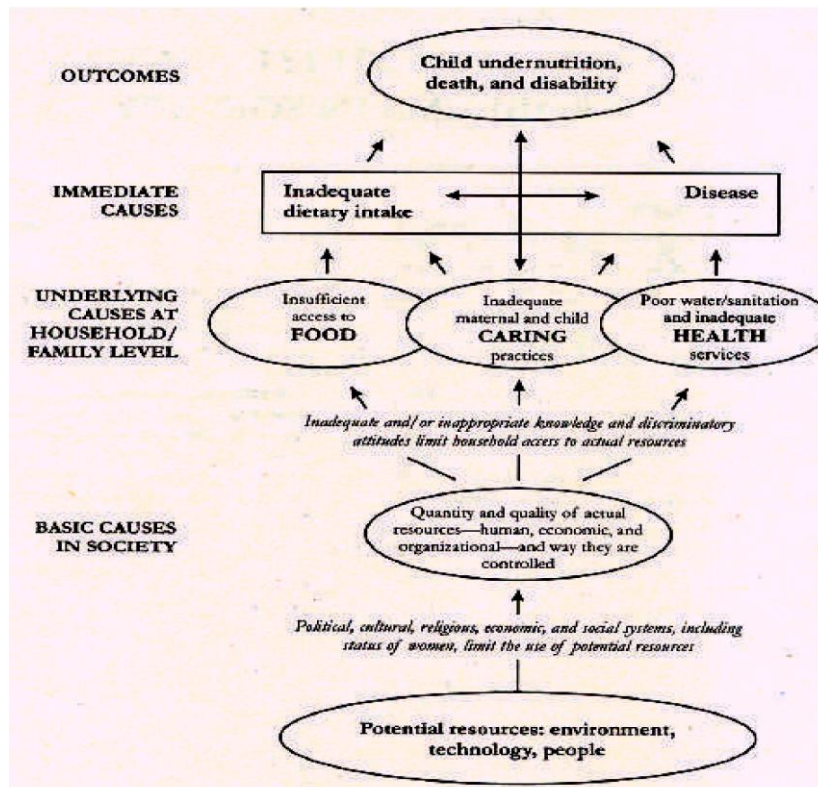 OUTCOMES
Child undernutrition,
death, and disability
IMMEDIATE
CAUSES
Inadequate
dietary intake
Disease
UNDERLYING
CAUSES AT
HOUSEHOLD/
FAMILY LEVEL
Insufficient
access to
FOOD
Inadequate
maternal and child
CARING
practices
Poor water/sanitation
and inadequate
HEALTH
services
Inadequate and/or inappropriate knowledge and discriminatory
attitudes limit household access to actual resources
BASIC CAUSES
IN SOCIETY
Quantity and quality of actual
resources—human, economic, and
organizational—and way they are
controlled
Political, cultural, religious, economic, and social systems, including
status of women, limit the use of potential resources
Potential resources: environment,
technology, people